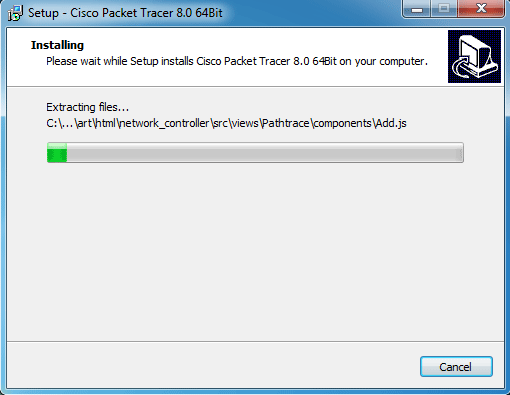 Setup - Cisco Packet Tracer 8.0 64Bit
Installing
Please wait while Setup installs Cisco Packet Tracer 8.0 64Bit on your computer.
Extracting files...
C:\...\art\html\network_controller\src\views\Pathtrace\components\Add.js
Cancel